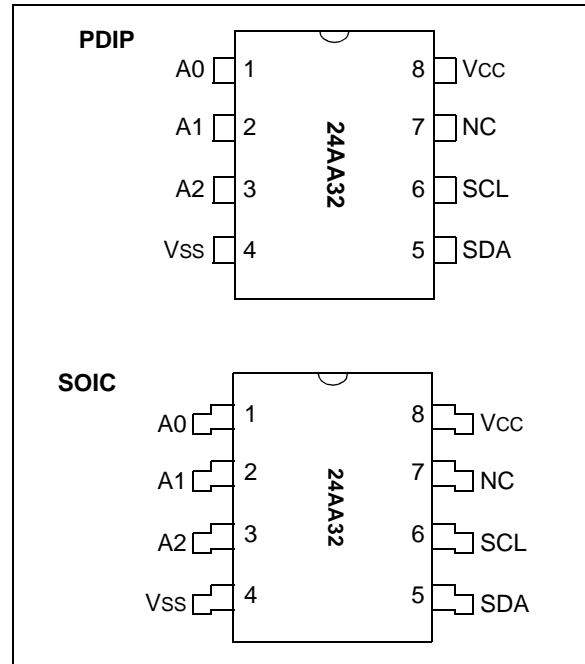 PDIP
A0 1 8 VCC
A1 2 7 NC
A2 3 6 SCL
VSS 4 5 SDA
24AA32
SOIC
A0 1 8 VCC
A1 2 7 NC
A2 3 6 SCL
VSS 4 5 SDA
24AA32